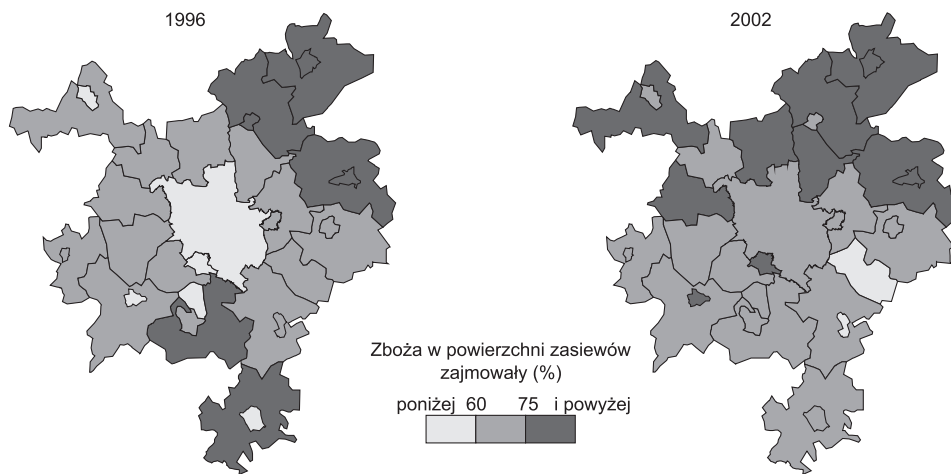 1996
2002
Zboża w powierzchni zasiewów
zajmowały (%)
poniżej 60 75 i powyżej